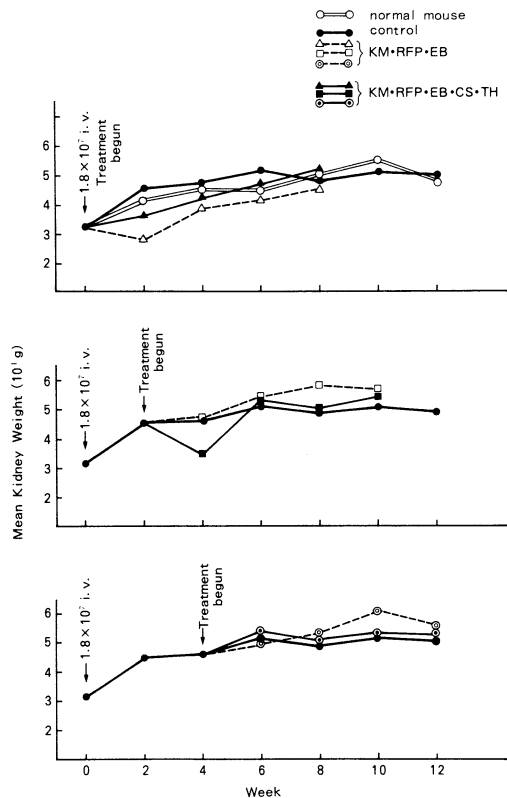 normal mouse
control
KM•RFP•EB
KM•RFP•EB•CS•TH
1.8×10⁷ i.v.
Treatment
begun
6
5
4
3
2
Mean Kidney Weight (10¹g)
1.8×10⁷ i.v.
Treatment
begun
6
5
4
3
2
1.8×10⁷ i.v.
Treatment
begun
6
5
4
3
2
0 2 4 6 8 10 12
Week